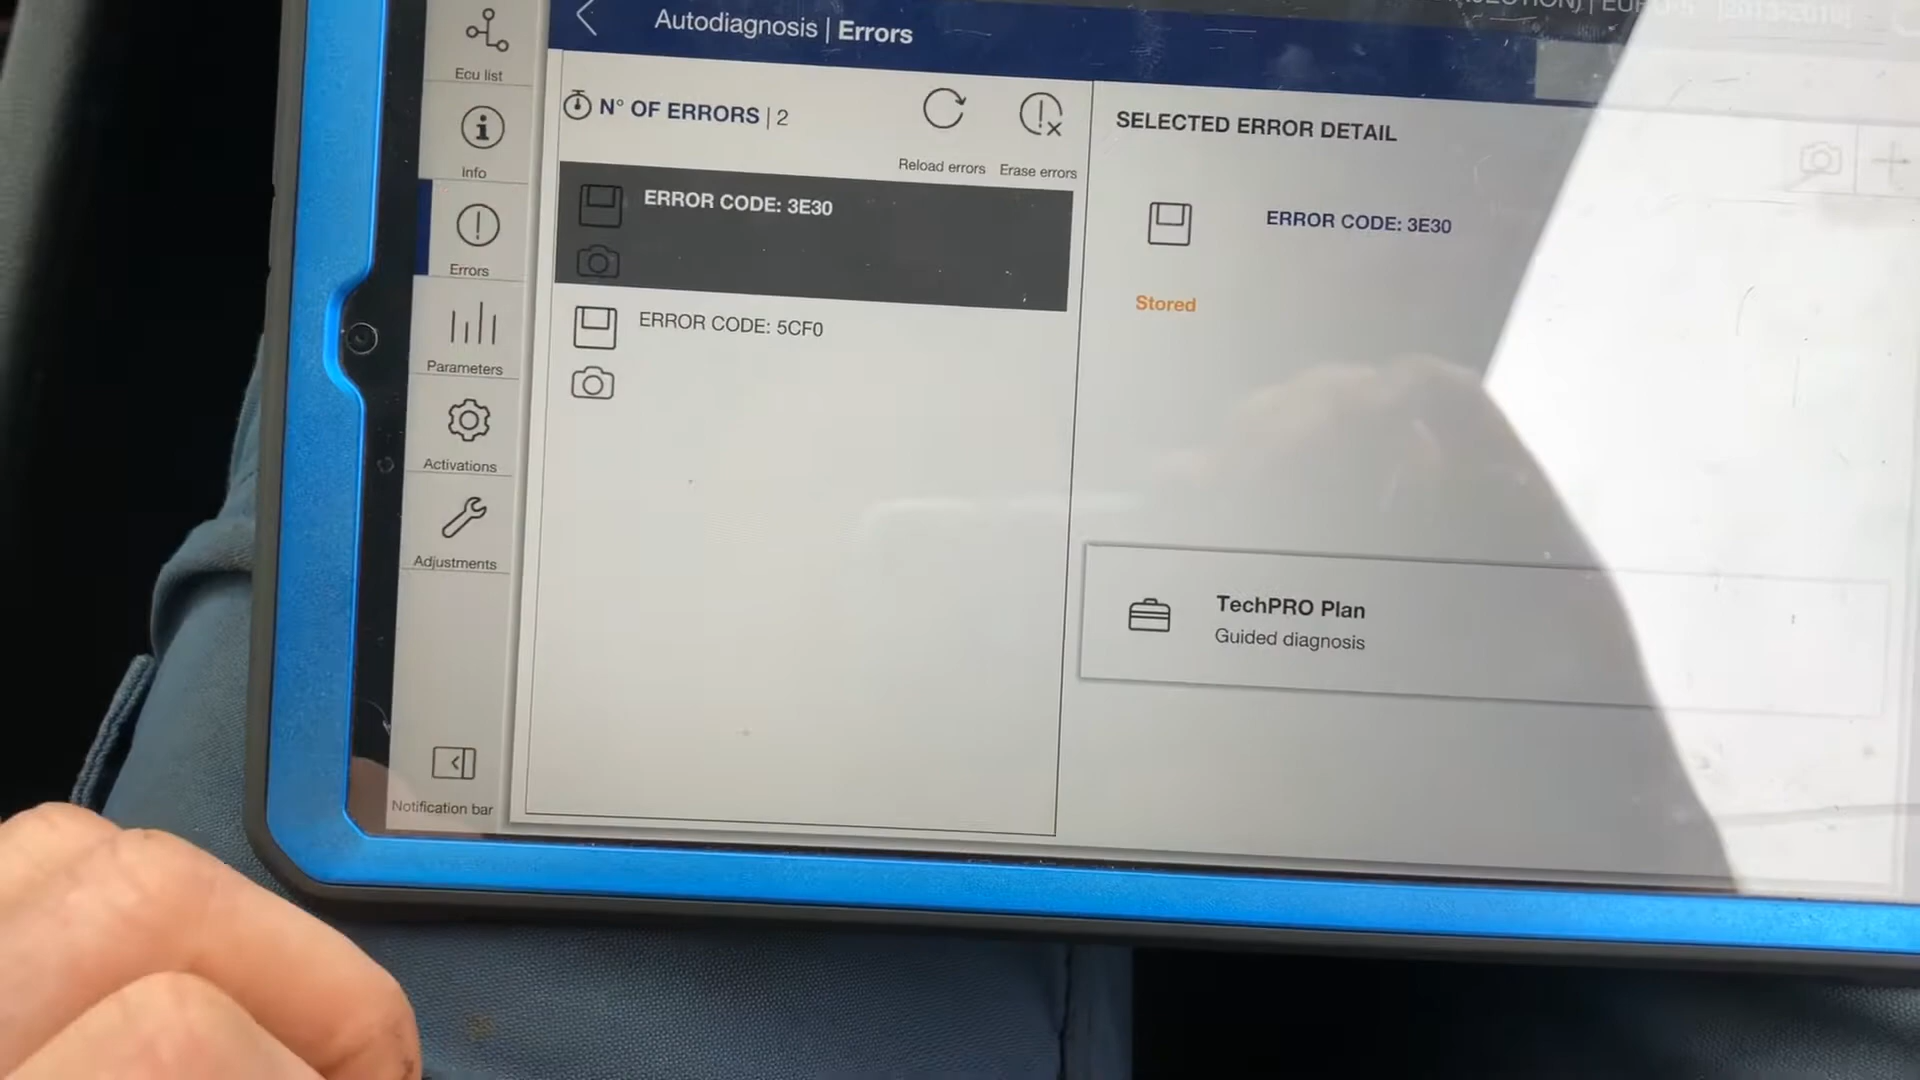 Autodiagnosis | Errors
Ecu list
Info
Errors
Parameters
Activations
Adjustments
Notification bar
N° OF ERRORS | 2
Reload errors
Erase errors
ERROR CODE: 3E30
ERROR CODE: 5CF0
SELECTED ERROR DETAIL
ERROR CODE: 3E30
Stored
TechPRO Plan
Guided diagnosis